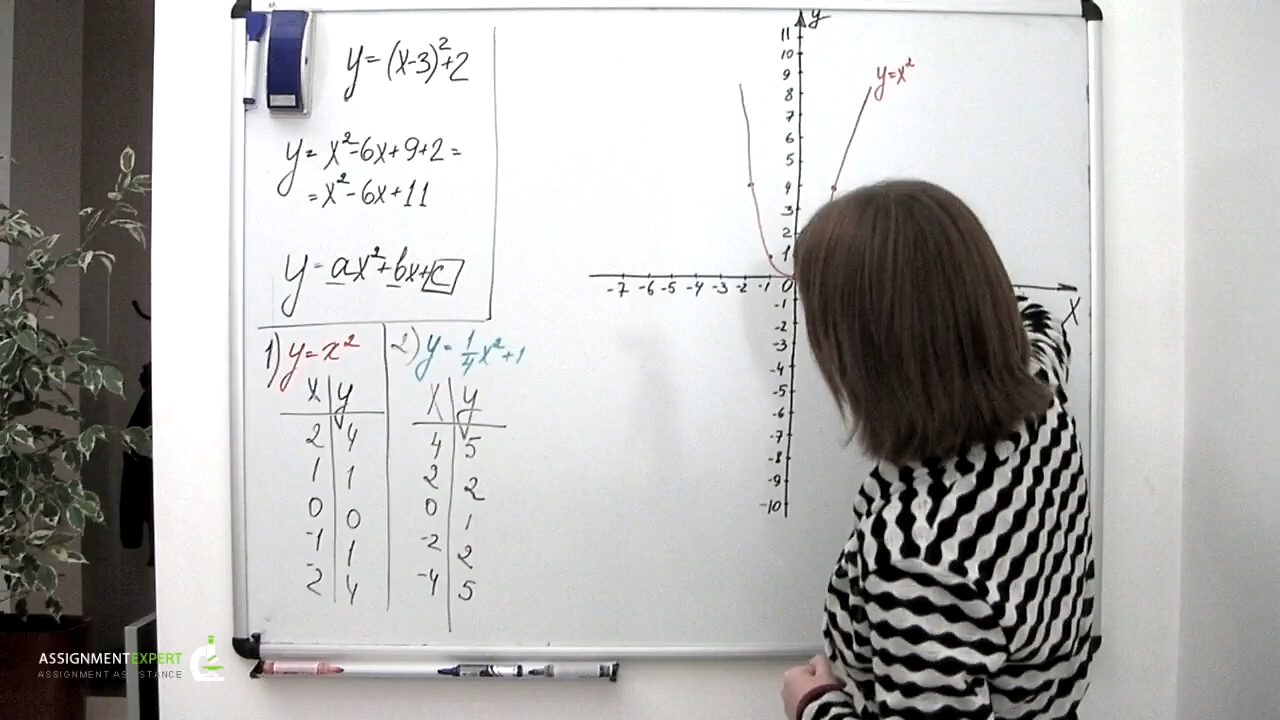 y=(x-3)²+2
y=x²-6x+9+2=
=x²-6x+11
y=ax²+bx+c
1) y=x²
x y
2 4
1 1
0 0
-1 1
-2 4
2) y=1/4x²+1
x y
4 5
2 2
0 1
-2 2
-4 5
y
11
10
9
8
7
6
5
4
3
2
1
y=x²
-7 -6 -5 -4 -3 -2 -1 0
x
-1
-2
-3
-4
-5
-6
-7
-8
-9
-10
ASSIGNMENTEXPERT
ASSIGNMENT ASSISTANCE